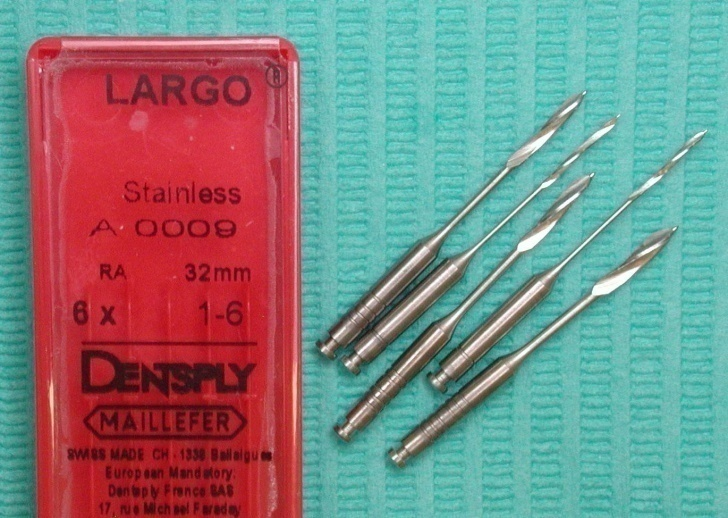 LARGO®
Stainless
A 0009
RA 32mm
6 x 1-6
DENTSPLY
MAILLEFER
SWISS MADE CH - 1338 Ballaigues
European Mandatory:
Dentsply France SAS
17, rue Michael Faraday